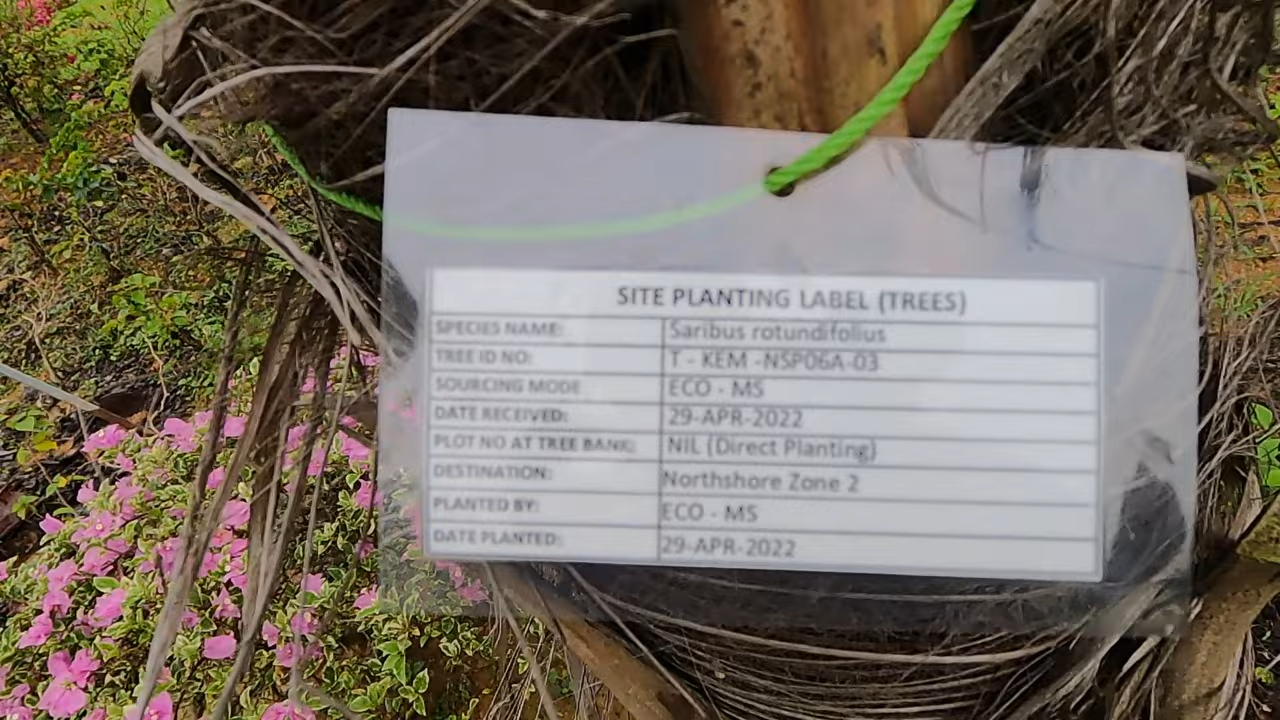 SITE PLANTING LABEL (TREES)
SPECIES NAME: Saribus rotundifolius
TREE ID NO: T - KEM -NSP06A-03
SOURCING MODE ECO - MS
DATE RECEIVED: 29-APR-2022
PLOT NO AT TREE BANK: NIL (Direct Planting)
DESTINATION: Northshore Zone 2
PLANTED BY: ECO - MS
DATE PLANTED: 29-APR-2022